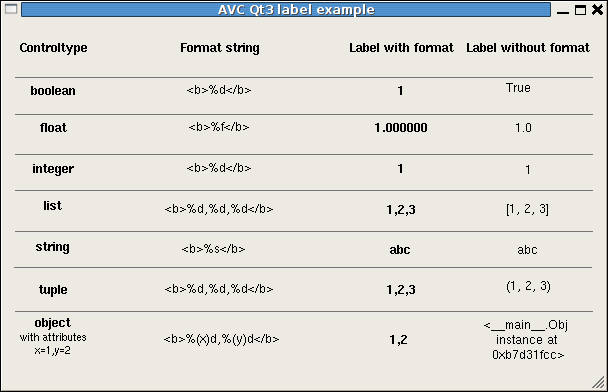 AVC Qt3 label example
Controltype Format string Label with format Label without format
boolean <b>%d</b> 1 True
float <b>%f</b> 1.000000 1.0
integer <b>%d</b> 1 1
list <b>%d,%d,%d</b> 1,2,3 [1, 2, 3]
string <b>%s</b> abc abc
tuple <b>%d,%d,%d</b> 1,2,3 (1, 2, 3)
object
with attributes
x=1,y=2
<b>%(x)d,%(y)d</b> 1,2
<__main__.Obj
instance at
0xb7d31fcc>